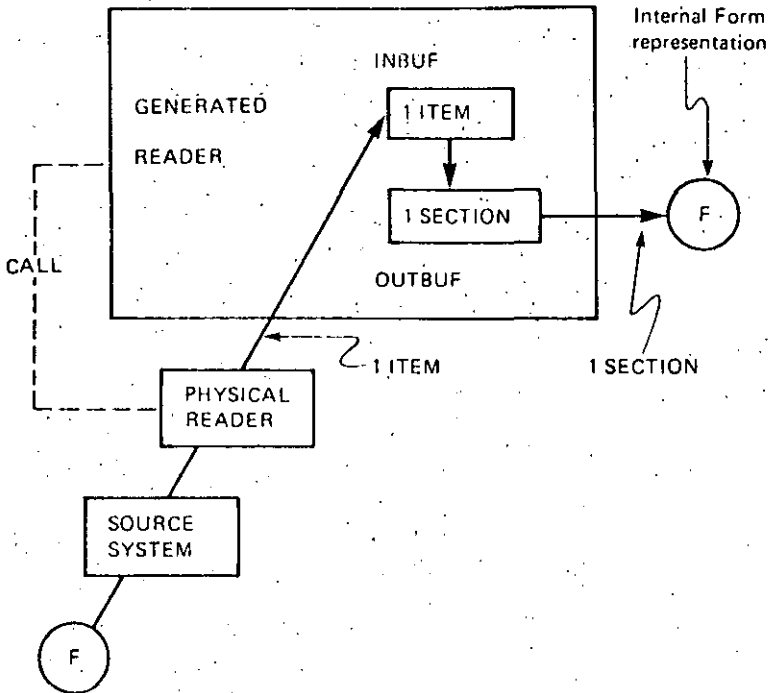 Internal Form
representation
INBUF
GENERATED
READER
1 ITEM
1 SECTION
F
CALL
OUTBUF
1 ITEM
1 SECTION
PHYSICAL
READER
SOURCE
SYSTEM
F